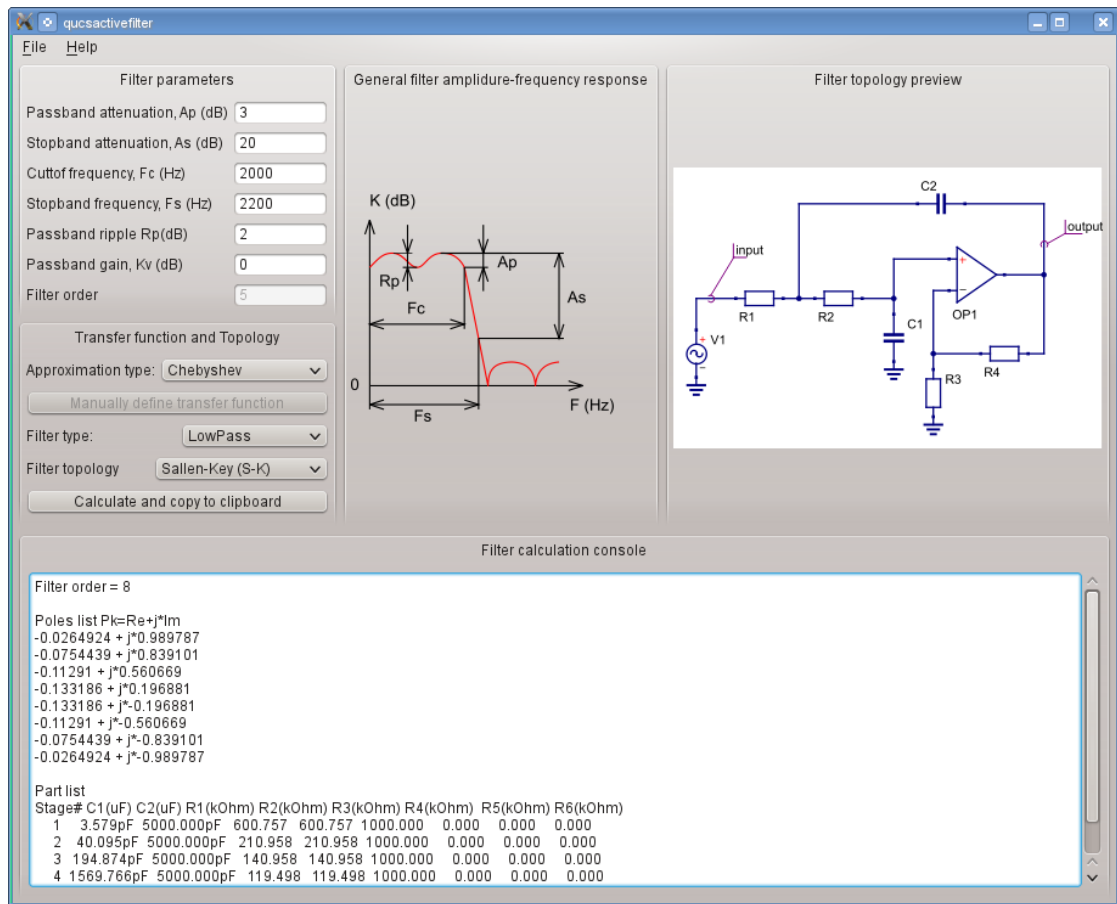 qucsactivefilter
File Help
Filter parameters
Passband attenuation, Ap (dB) 3
Stopband attenuation, As (dB) 20
Cuttof frequency, Fc (Hz) 2000
Stopband frequency, Fs (Hz) 2200
Passband ripple Rp(dB) 2
Passband gain, Kv (dB) 0
Filter order 5
Transfer function and Topology
Approximation type: Chebyshev
Manually define transfer function
Filter type: LowPass
Filter topology Sallen-Key (S-K)
Calculate and copy to clipboard
General filter amplidure-frequency response
K (dB)
Rp
Ap
As
Fc
0
Fs
F (Hz)
Filter topology preview
C2
input
output
R1
R2
C1
OP1
V1
R3
R4
Filter calculation console
Filter order = 8
Poles list Pk=Re+j*Im
-0.0264924 + j*0.989787
-0.0754439 + j*0.839101
-0.11291 + j*0.560669
-0.133186 + j*0.196881
-0.133186 + j*-0.196881
-0.11291 + j*-0.560669
-0.0754439 + j*-0.839101
-0.0264924 + j*-0.989787
Part list
Stage# C1(uF) C2(uF) R1(kOhm) R2(kOhm) R3(kOhm) R4(kOhm) R5(kOhm) R6(kOhm)
1 3.579pF 5000.000pF 600.757 600.757 1000.000 0.000 0.000 0.000
2 40.095pF 5000.000pF 210.958 210.958 1000.000 0.000 0.000 0.000
3 194.874pF 5000.000pF 140.958 140.958 1000.000 0.000 0.000 0.000
4 1569.766pF 5000.000pF 119.498 119.498 1000.000 0.000 0.000 0.000